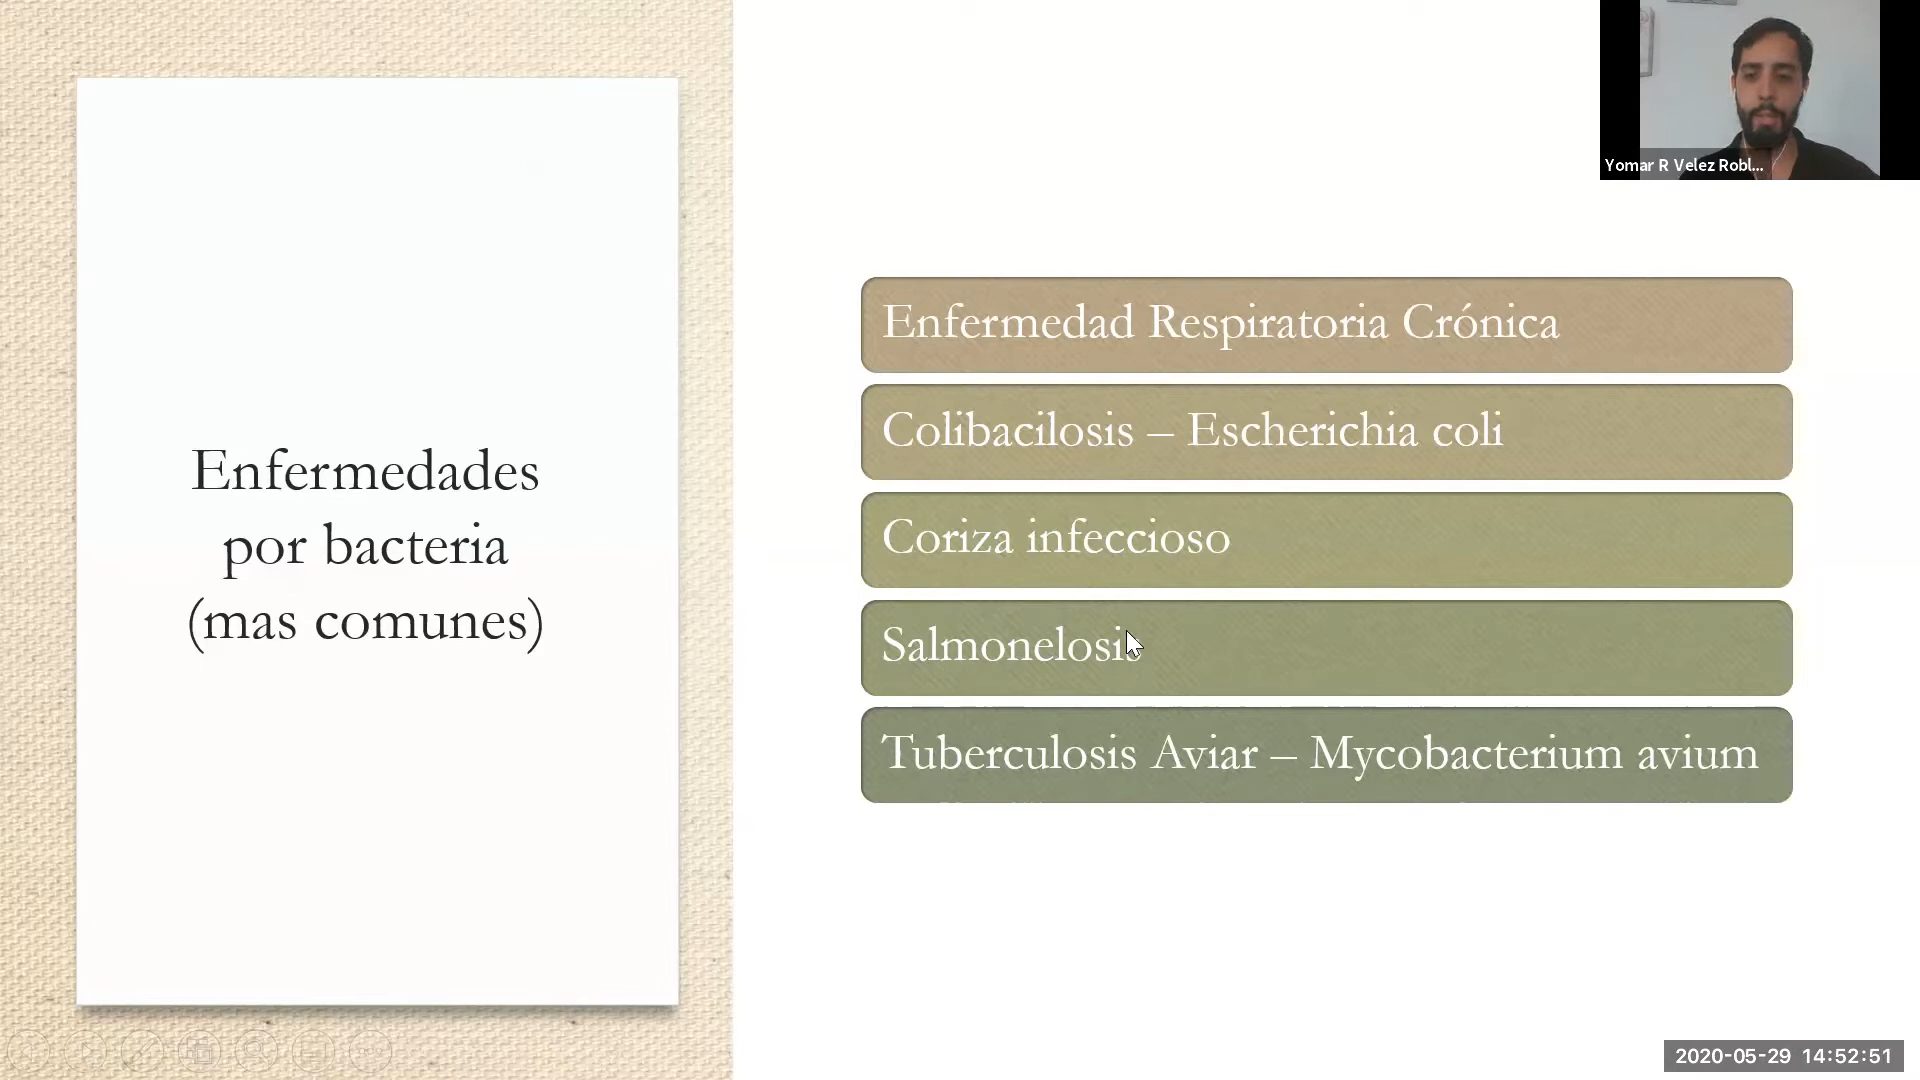 Yomar R Velez Robl...
Enfermedades
por bacteria
(mas comunes)
Enfermedad Respiratoria Crónica
Colibacilosis – Escherichia coli
Coriza infeccioso
Salmonelosis
Tuberculosis Aviar – Mycobacterium avium
2020-05-29 14:52:51